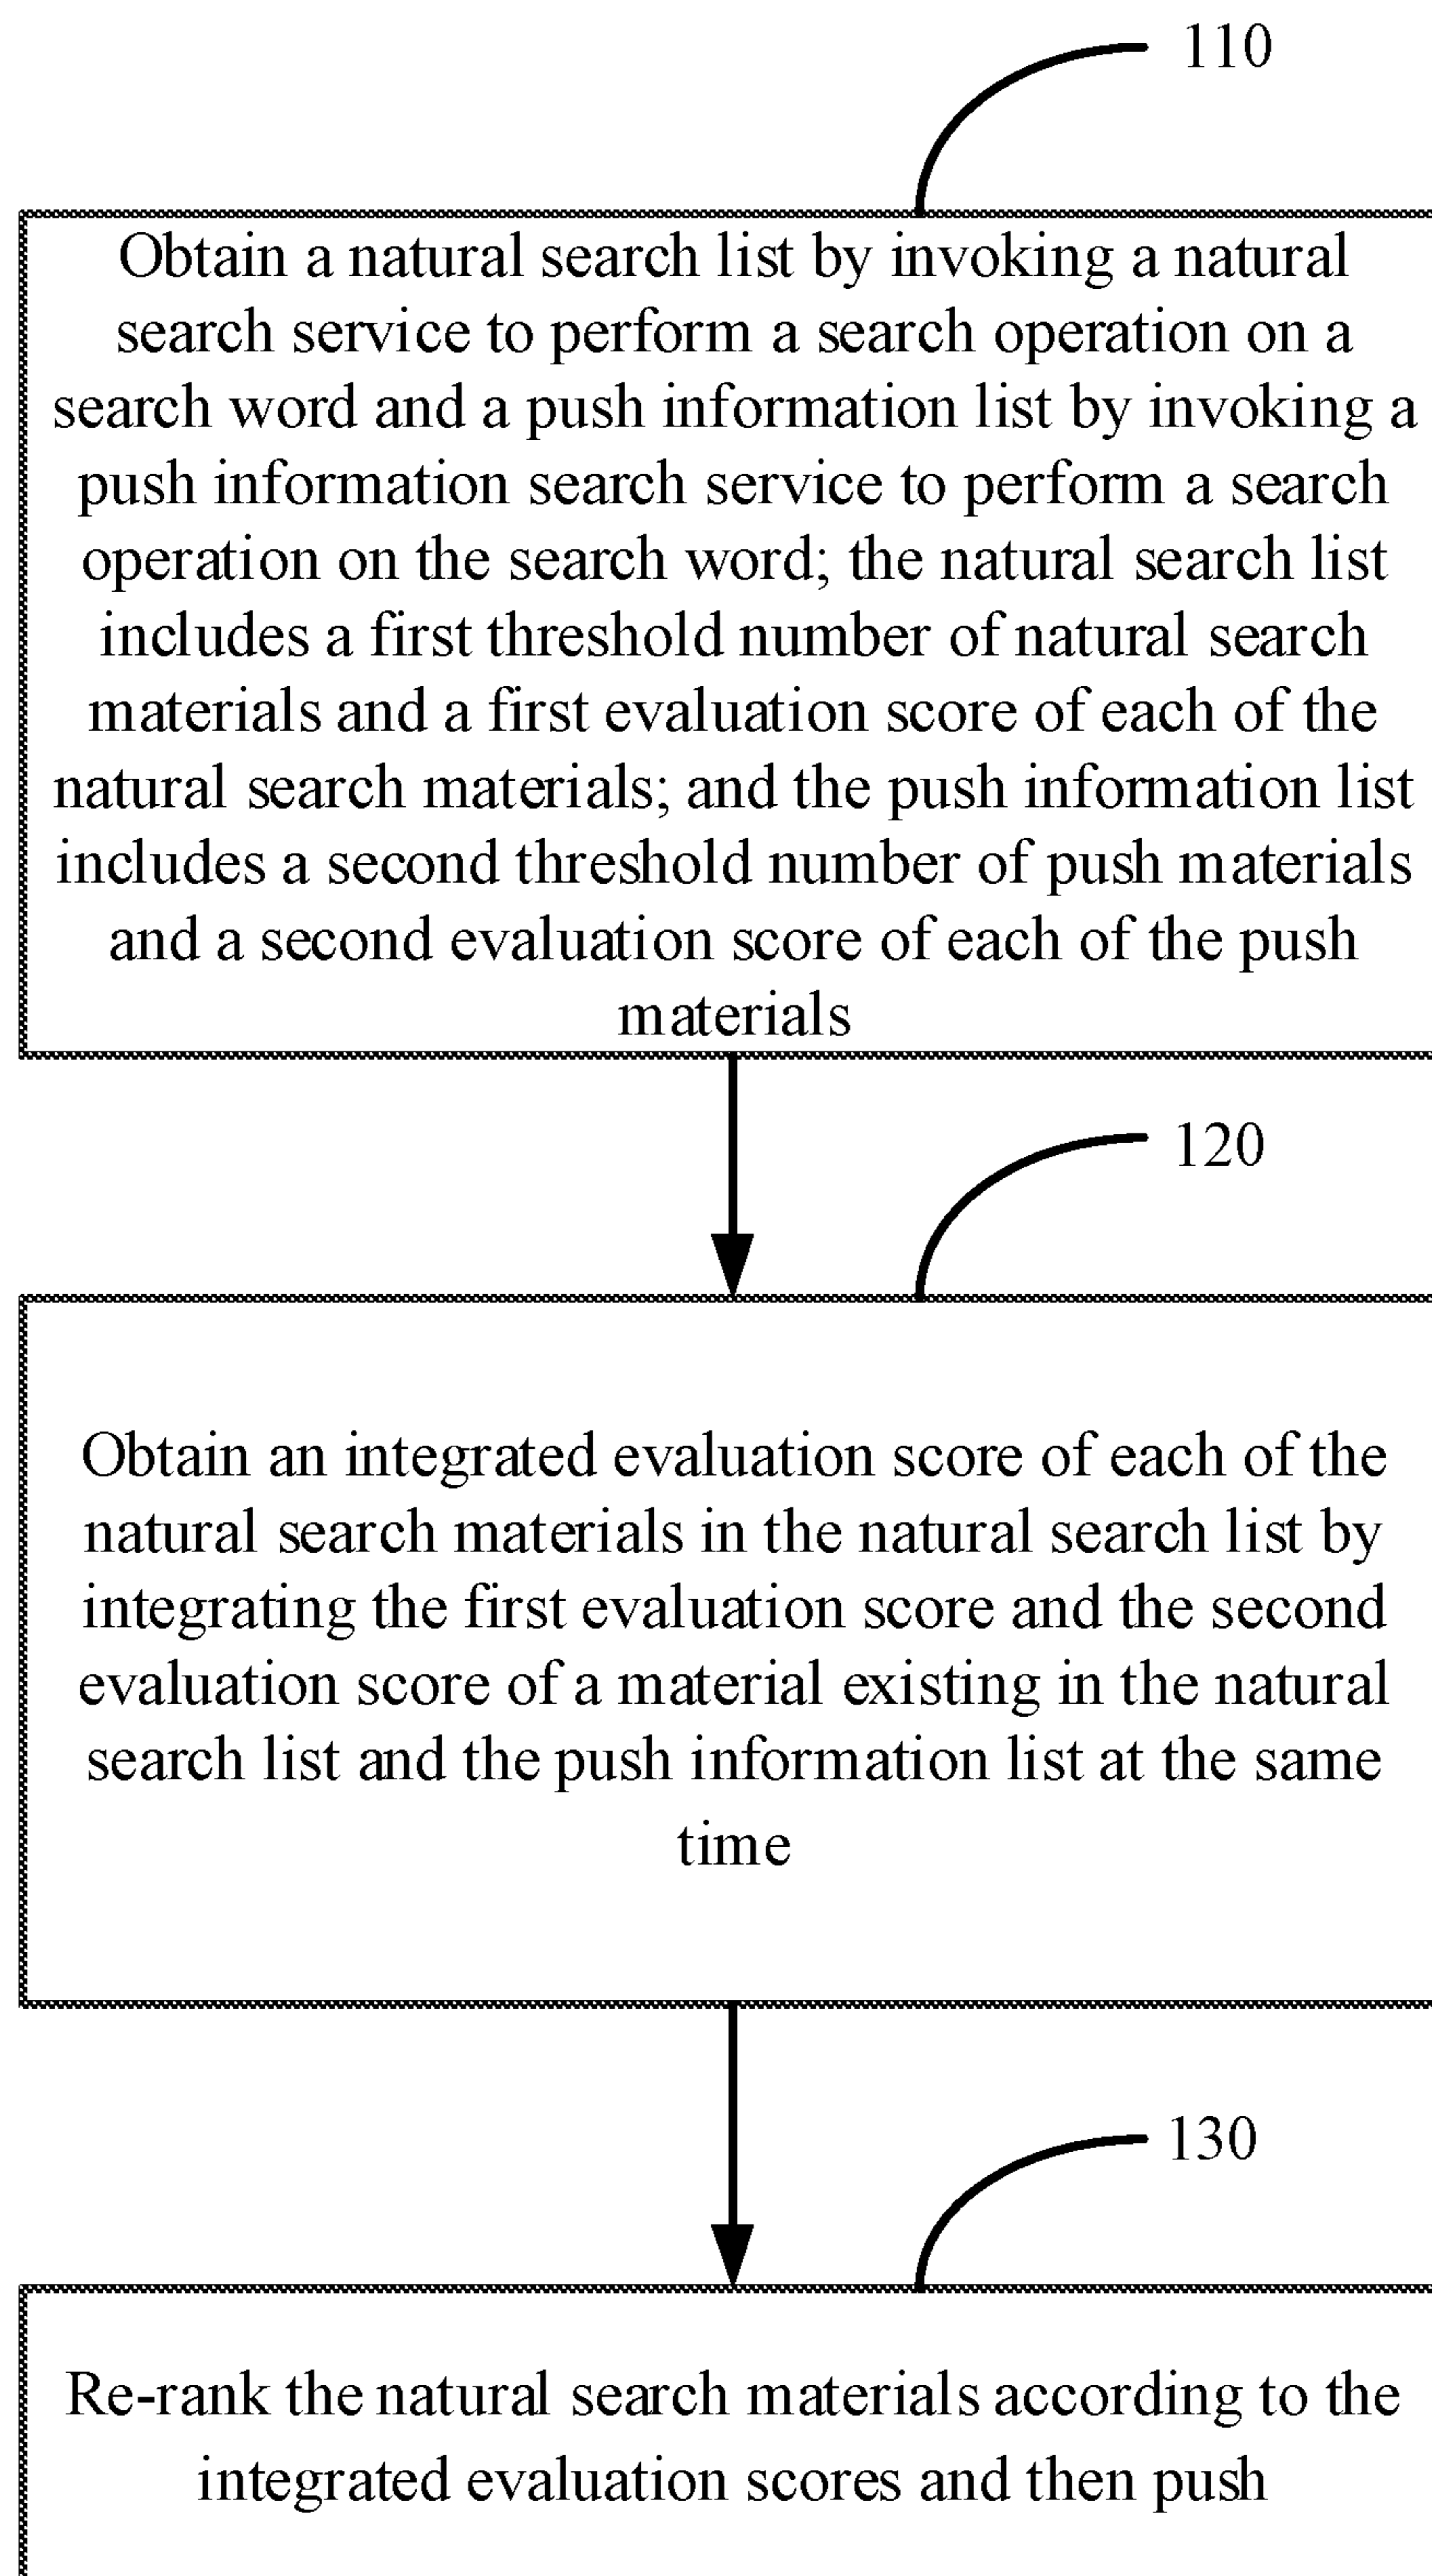 110
Obtain a natural search list by invoking a natural
search service to perform a search operation on a
search word and a push information list by invoking a
push information search service to perform a search
operation on the search word; the natural search list
includes a first threshold number of natural search
materials and a first evaluation score of each of the
natural search materials; and the push information list
includes a second threshold number of push materials
and a second evaluation score of each of the push
materials
120
Obtain an integrated evaluation score of each of the
natural search materials in the natural search list by
integrating the first evaluation score and the second
evaluation score of a material existing in the natural
search list and the push information list at the same
time
130
Re-rank the natural search materials according to the
integrated evaluation scores and then push